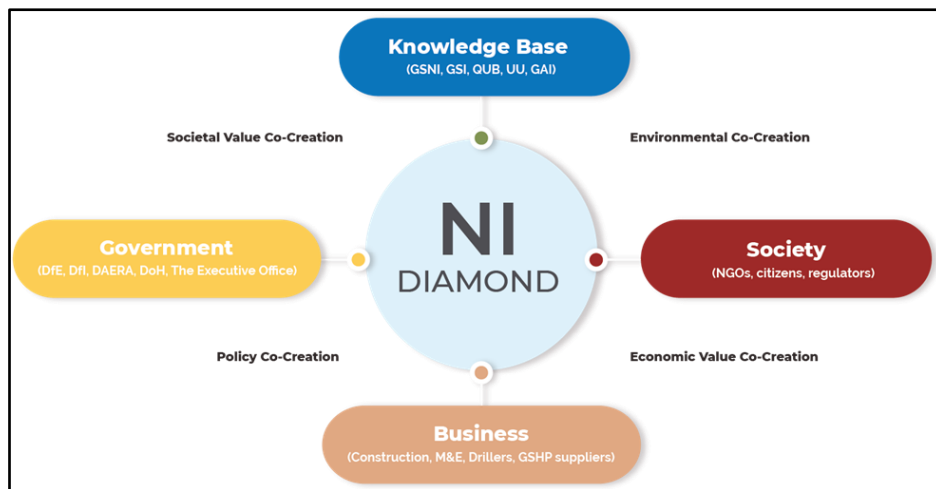 Knowledge Base
(GSNI, GSI, QUB, UU, GAI)
Societal Value Co-Creation
Environmental Co-Creation
NI
DIAMOND
Government
(DfE, DfI, DAERA, DoH, The Executive Office)
Society
(NGOs, citizens, regulators)
Policy Co-Creation
Economic Value Co-Creation
Business
(Construction, M&E, Drillers, GSHP suppliers)